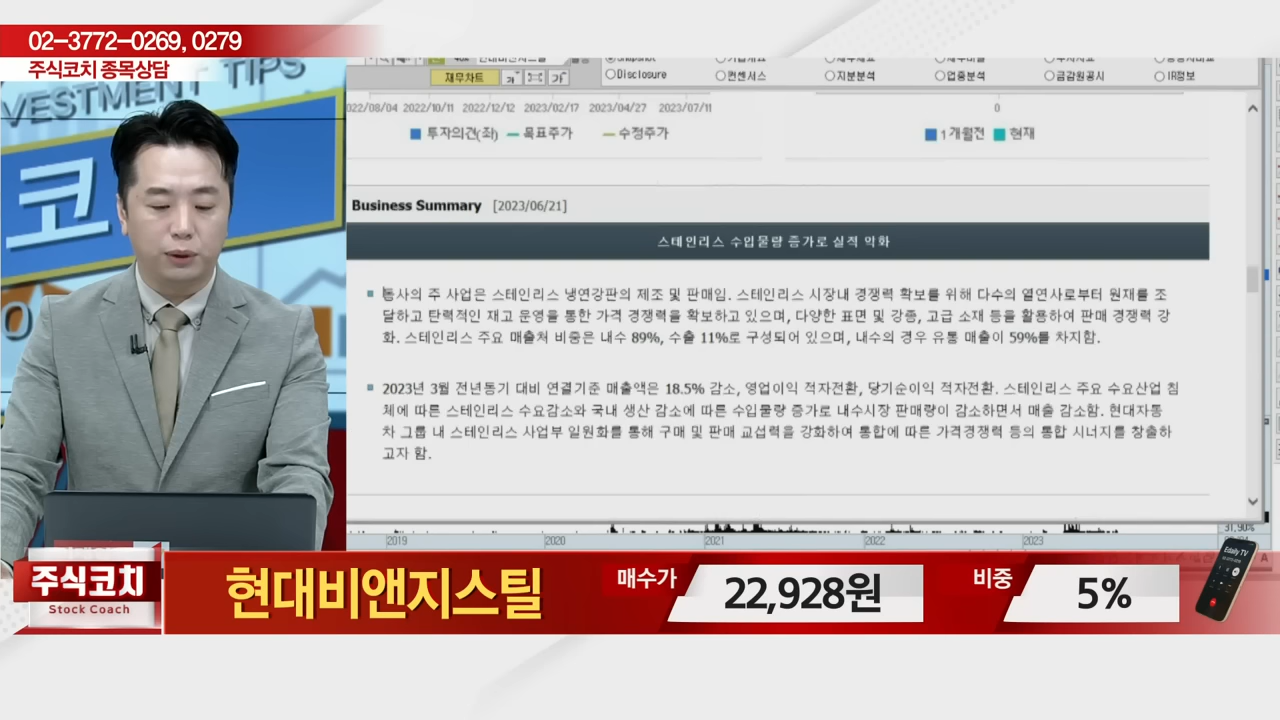 02-3772-0269, 0279
주식코치 종목상담
VESTMENT TIPS
코
재무차트
Disclosure
컨센서스
지분분석
업종분석
금감원공시
IR정보
022/08/04 2022/10/11 2022/12/12 2023/02/17 2023/04/27 2023/07/11
0
투자의견(좌) 목표주가 수정주가
1개월전 현재
Business Summary [2023/06/21]
스테인리스 수입물량 증가로 실적 악화
동사의 주 사업은 스테인리스 냉연강판의 제조 및 판매임. 스테인리스 시장내 경쟁력 확보를 위해 다수의 열연사로부터 원재를 조
달하고 탄력적인 재고 운영을 통한 가격 경쟁력을 확보하고 있으며, 다양한 표면 및 강종, 고급 소재 등을 활용하여 판매 경쟁력 강
화. 스테인리스 주요 매출처 비중은 내수 89%, 수출 11%로 구성되어 있으며, 내수의 경우 유통 매출이 59%를 차지함.
2023년 3월 전년동기 대비 연결기준 매출액은 18.5% 감소, 영업이익 적자전환, 당기순이익 적자전환. 스테인리스 주요 수요산업 침
체에 따른 스테인리스 수요감소와 국내 생산 감소에 따른 수입물량 증가로 내수시장 판매량이 감소하면서 매출 감소함. 현대자동
차 그룹 내 스테인리스 사업부 일원화를 통해 구매 및 판매 교섭력을 강화하여 통합에 따른 가격경쟁력 등의 통합 시너지를 창출하
고자 함.
31,90%
2019 2020 2021 2022 2023
주식코치
Stock Coach
현대비앤지스틸
매수가 22,928원
비중 5%
Edaily TV